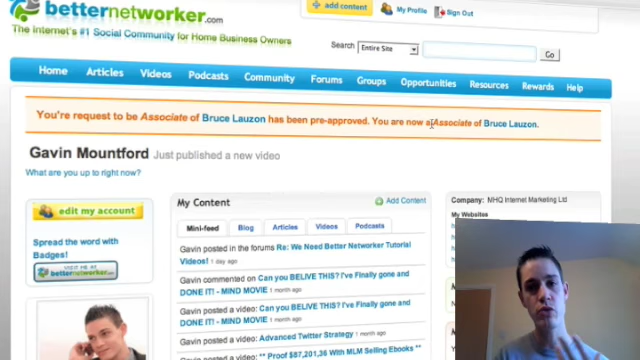 betternetworker.com
The Internet's #1 Social Community for Home Business Owners
add content
My Profile
Sign Out
Search
Entire Site
Go
Home
Articles
Videos
Podcasts
Community
Forums
Groups
Opportunities
Resources
Rewards
Help
You're request to be Associate of Bruce Lauzon has been pre-approved. You are now a Associate of Bruce Lauzon.
Gavin Mountford Just published a new video
What are you up to right now?
edit my account
Spread the word with
Badges!
VISIT ME AT
betternetworker.com
My Content
Add Content
Mini-feed
Blog
Articles
Videos
Podcasts
Gavin posted in the forums Re: We Need Better Networker Tutorial
Videos! 1 day ago
Gavin commented on Can you BELIVE THIS? I've Finally gone and
DONE IT! - MIND MOVIE 1 month ago
Gavin posted a video: Can you BELIVE THIS? I've Finally gone and
DONE IT! - MIND MOVIE 1 month ago
Gavin posted a video: Advanced Twitter Strategy 1 month ago
Gavin posted a video: ** Proof $87,201,36 With MLM Selling Ebooks
Company: NHQ Internet Marketing Ltd
My Websites